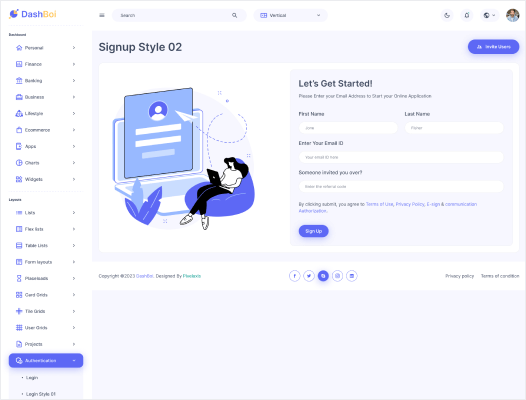 DashBoi
Search
Vertical
Dashboard
Personal
Finance
Banking
Business
Lifestyle
Ecommerce
Apps
Charts
Widgets
Layouts
Lists
Flex lists
Table Lists
Form layouts
Placeloads
Card Grids
Tile Grids
User Grids
Projects
Authentication
Login
Login Style 01
Signup Style 02
Invite Users
Let's Get Started!
Please Enter your Email Address to Start your Online Application
First Name
Last Name
Jane
Fisher
Enter Your Email ID
Your email ID here
Someone invited you over?
Enter the referral code
By clicking submit, you agree to Terms of Use, Privacy Policy, E-sign & communication
Authorization.
Sign Up
Copyright ©2023 DashBoi. Designed By Pixelkeris
Privacy policy
Terms of condition